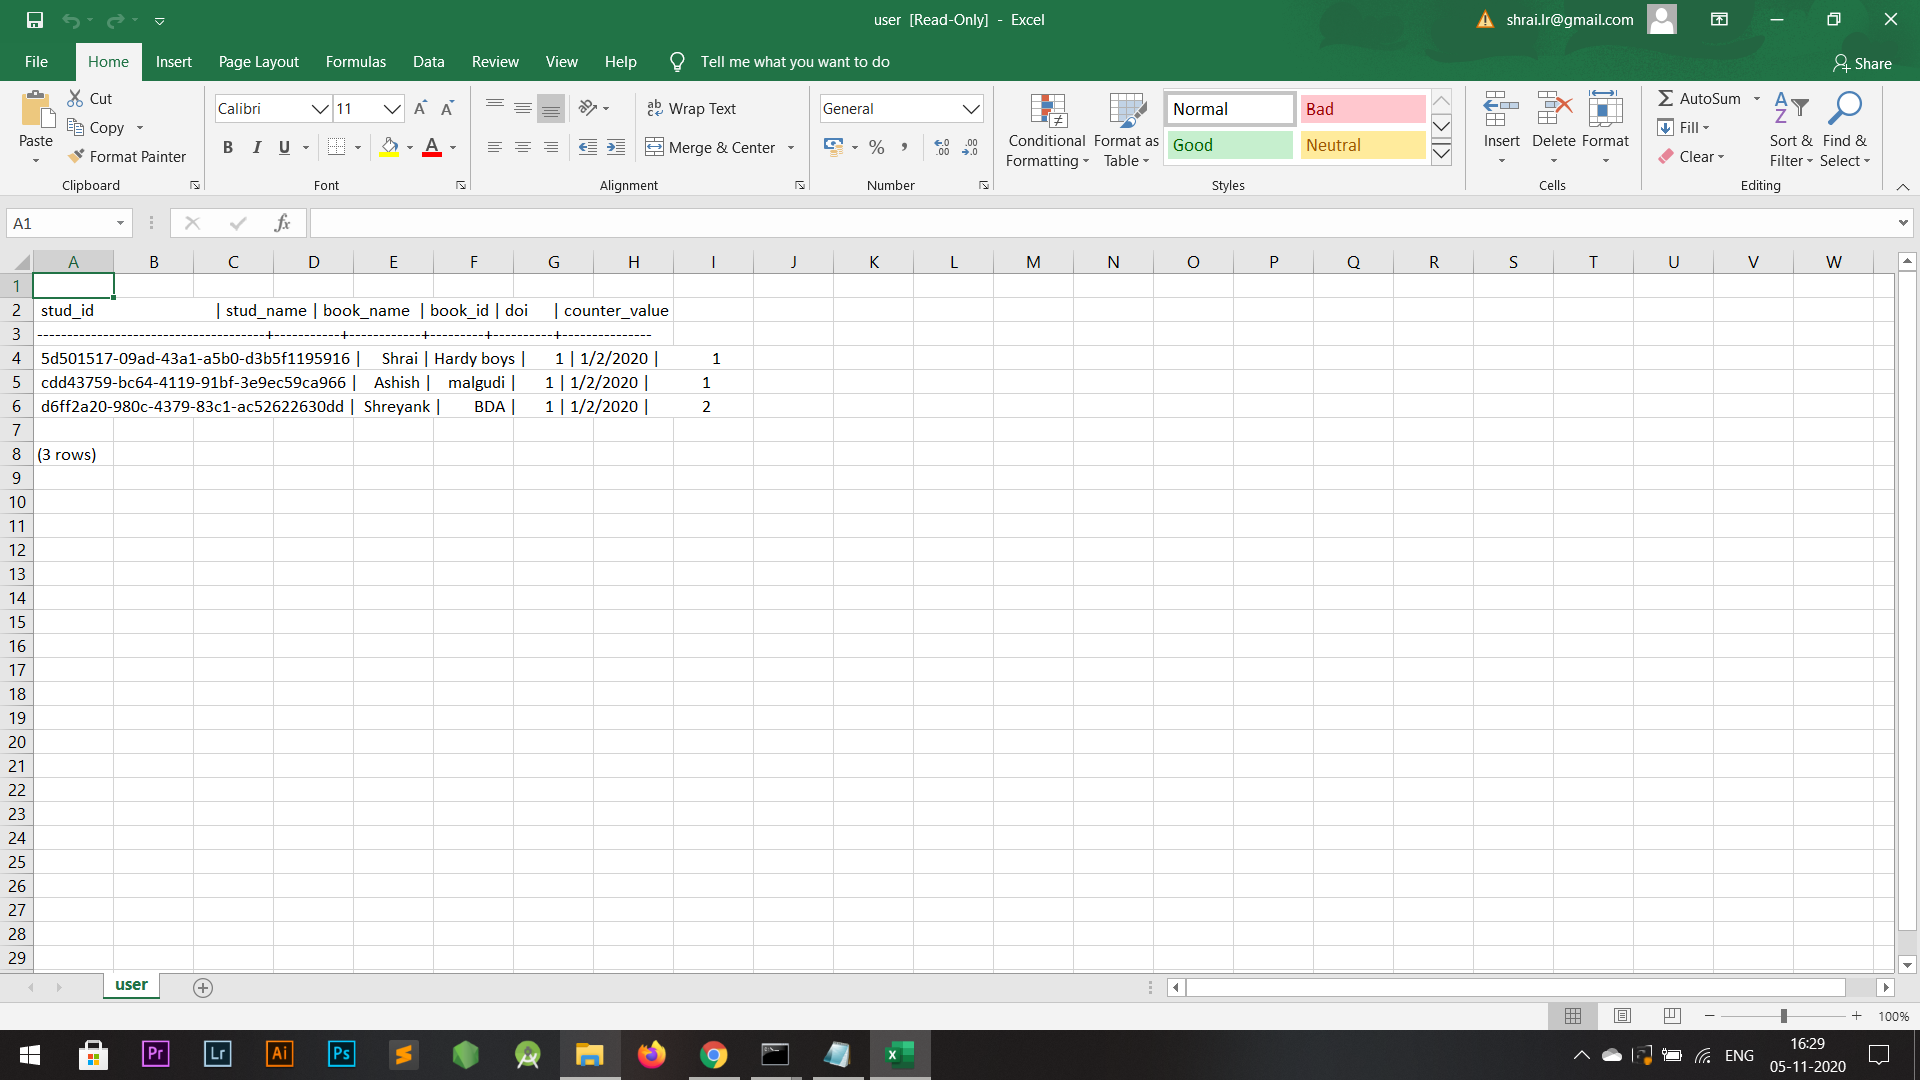 user [Read-Only] - Excel
shrai.lr@gmail.com
File Home Insert Page Layout Formulas Data Review View Help Tell me what you want to do Share
Paste
Cut
Copy
Format Painter
Clipboard
Calibri 11
B I U
Font
Wrap Text
Merge & Center
Alignment
General
Number
Conditional Formatting
Format as Table
Normal Bad
Good Neutral
Styles
Insert Delete Format
Cells
AutoSum
Fill
Clear
Sort & Filter
Find & Select
Editing
A1
fx
A B C D E F G H I J K L M N O P Q R S T U V W
1
2 stud_id | stud_name | book_name | book_id | doi | counter_value
3 --------------------------------------+-----------+------------+---------+----------+---------------
4 5d501517-09ad-43a1-a5b0-d3b5f1195916 | Shrai | Hardy boys | 1 | 1/2/2020 | 1
5 cdd43759-bc64-4119-91bf-3e9ec59ca966 | Ashish | malgudi | 1 | 1/2/2020 | 1
6 d6ff2a20-980c-4379-83c1-ac52622630dd | Shreyank | BDA | 1 | 1/2/2020 | 2
7
8 (3 rows)
9
10
11
12
13
14
15
16
17
18
19
20
21
22
23
24
25
26
27
28
29
user
100%
Pr Lr Ai Ps
ENG
16:29
05-11-2020